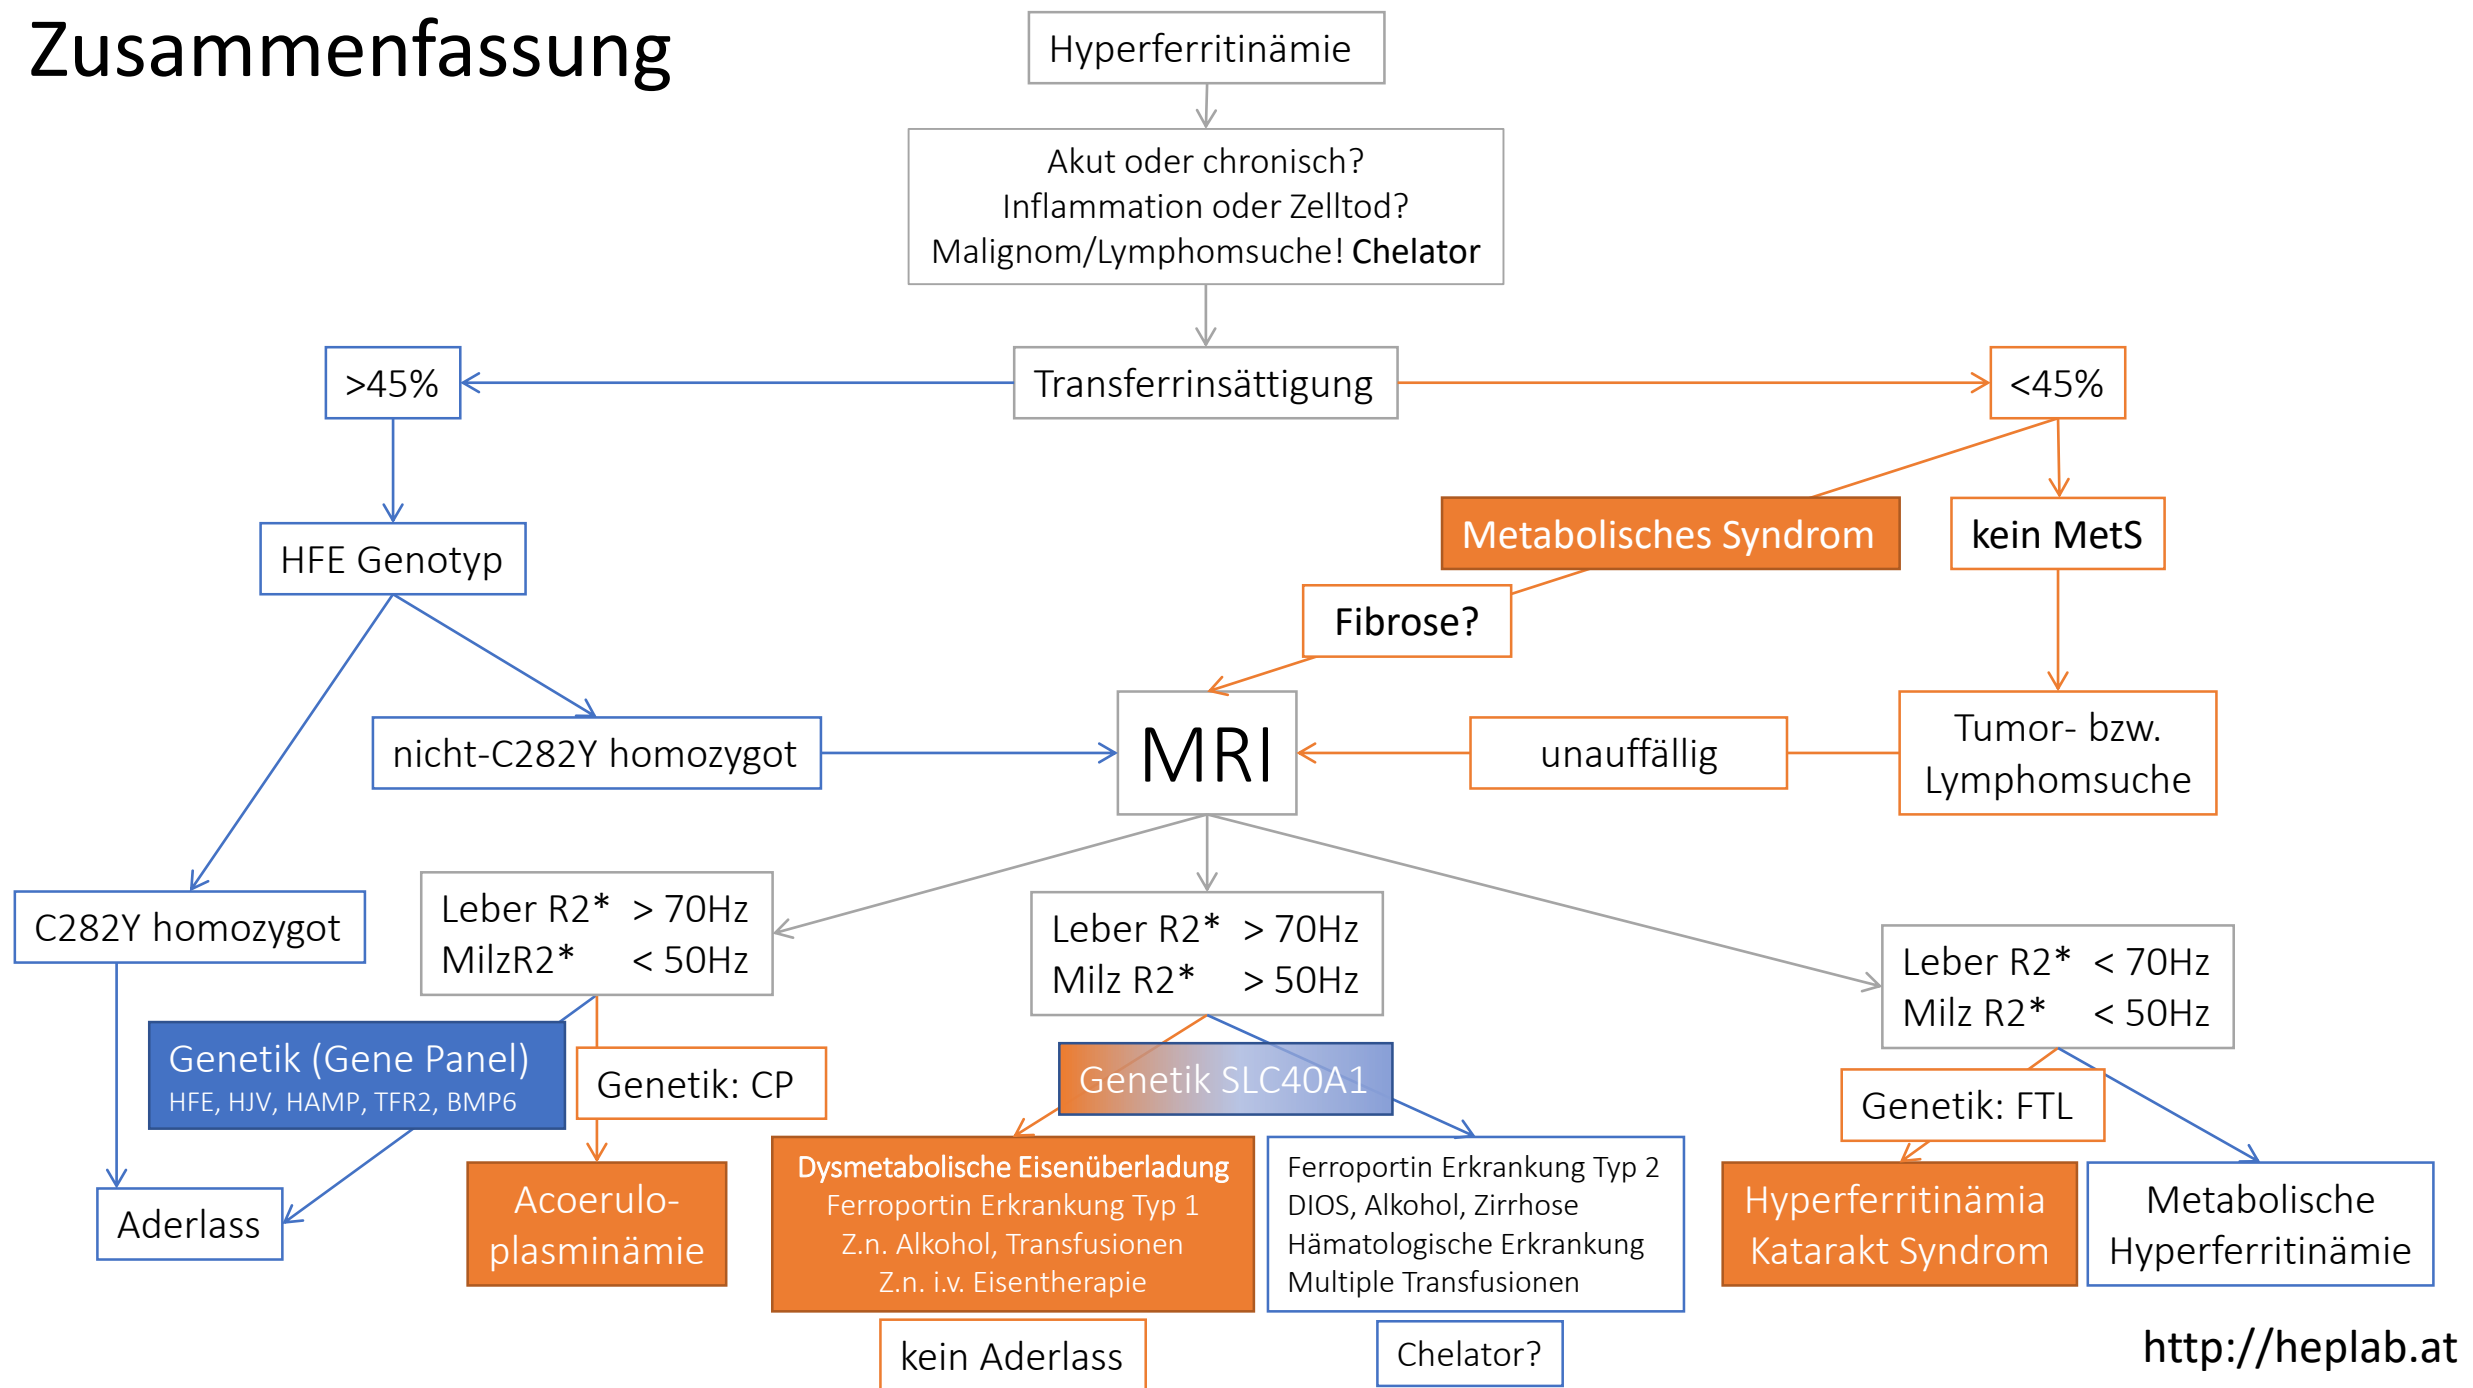 Zusammenfassung
Hyperferritinämie
Akut oder chronisch?
Inflammation oder Zelltod?
Malignom/Lymphomsuche! Chelator
>45%
Transferrinsättigung
<45%
HFE Genotyp
Metabolisches Syndrom
kein MetS
Fibrose?
nicht-C282Y homozygot
MRI
unauffällig
Tumor- bzw.
Lymphomsuche
C282Y homozygot
Leber R2* > 70Hz
MilzR2* < 50Hz
Leber R2* > 70Hz
Milz R2* > 50Hz
Leber R2* < 70Hz
Milz R2* < 50Hz
Genetik (Gene Panel)
HFE, HJV, HAMP, TFR2, BMP6
Genetik: CP
Genetik SLC40A1
Genetik: FTL
Aderlass
Acoerulo-
plasminämie
Dysmetabolische Eisenüberladung
Ferroportin Erkrankung Typ 1
Z.n. Alkohol, Transfusionen
Z.n. i.v. Eisentherapie
Ferroportin Erkrankung Typ 2
DIOS, Alkohol, Zirrhose
Hämatologische Erkrankung
Multiple Transfusionen
Hyperferritinämia
Katarakt Syndrom
Metabolische
Hyperferritinämie
kein Aderlass
Chelator?
http://heplab.at